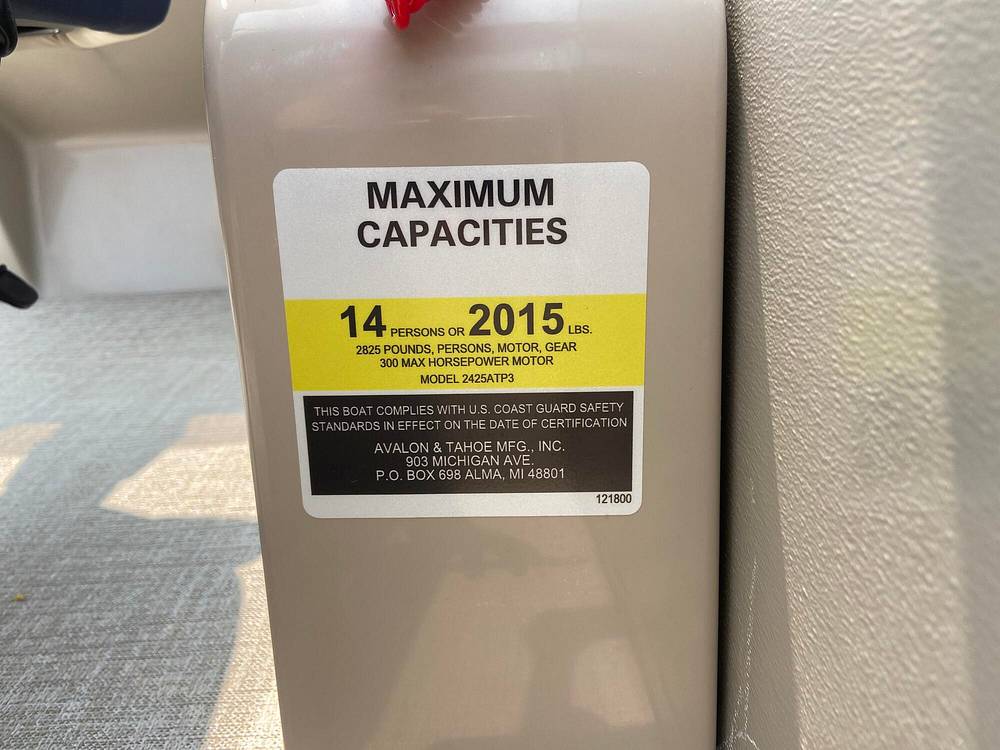 MAXIMUM
CAPACITIES
14 PERSONS OR 2015 LBS.
2825 POUNDS, PERSONS, MOTOR, GEAR
300 MAX HORSEPOWER MOTOR
MODEL 2425ATP3
THIS BOAT COMPLIES WITH U.S. COAST GUARD SAFETY
STANDARDS IN EFFECT ON THE DATE OF CERTIFICATION
AVALON & TAHOE MFG., INC.
903 MICHIGAN AVE.
P.O. BOX 698 ALMA, MI 48801
121800